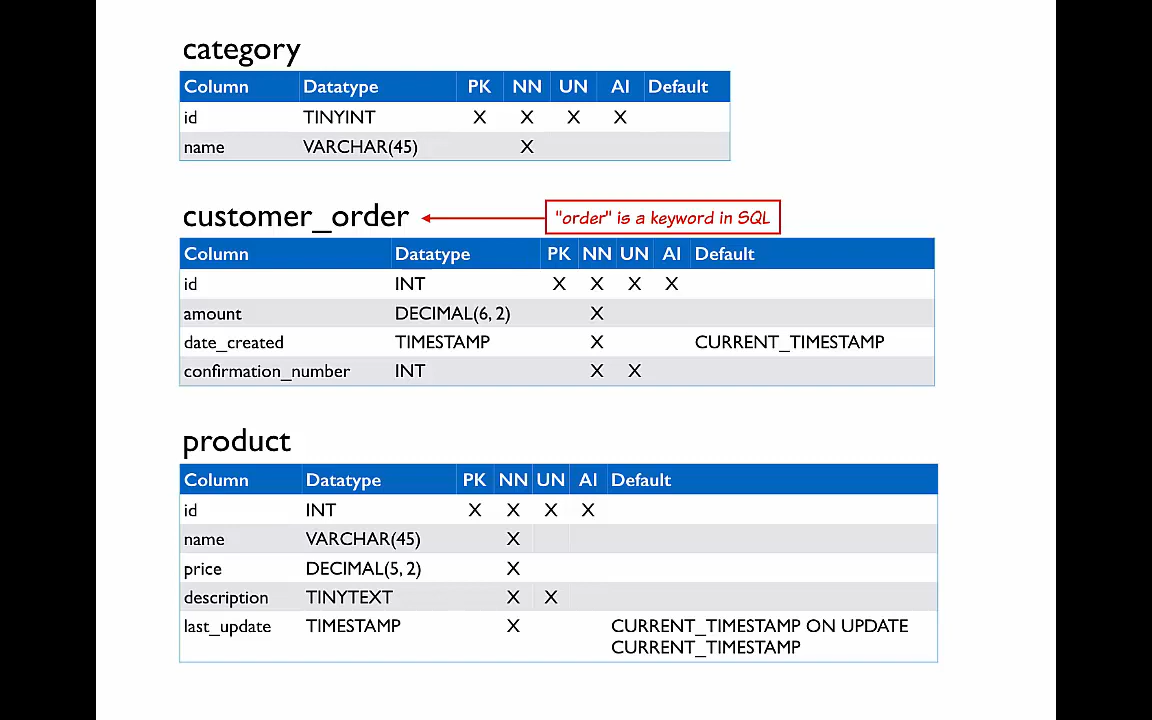 category
Column Datatype PK NN UN AI Default
id TINYINT X X X X
name VARCHAR(45) X
customer_order "order" is a keyword in SQL
Column Datatype PK NN UN AI Default
id INT X X X X
amount DECIMAL(6, 2) X
date_created TIMESTAMP X CURRENT_TIMESTAMP
confirmation_number INT X X
product
Column Datatype PK NN UN AI Default
id INT X X X X
name VARCHAR(45) X
price DECIMAL(5, 2) X
description TINYTEXT X X
last_update TIMESTAMP X CURRENT_TIMESTAMP ON UPDATE
CURRENT_TIMESTAMP